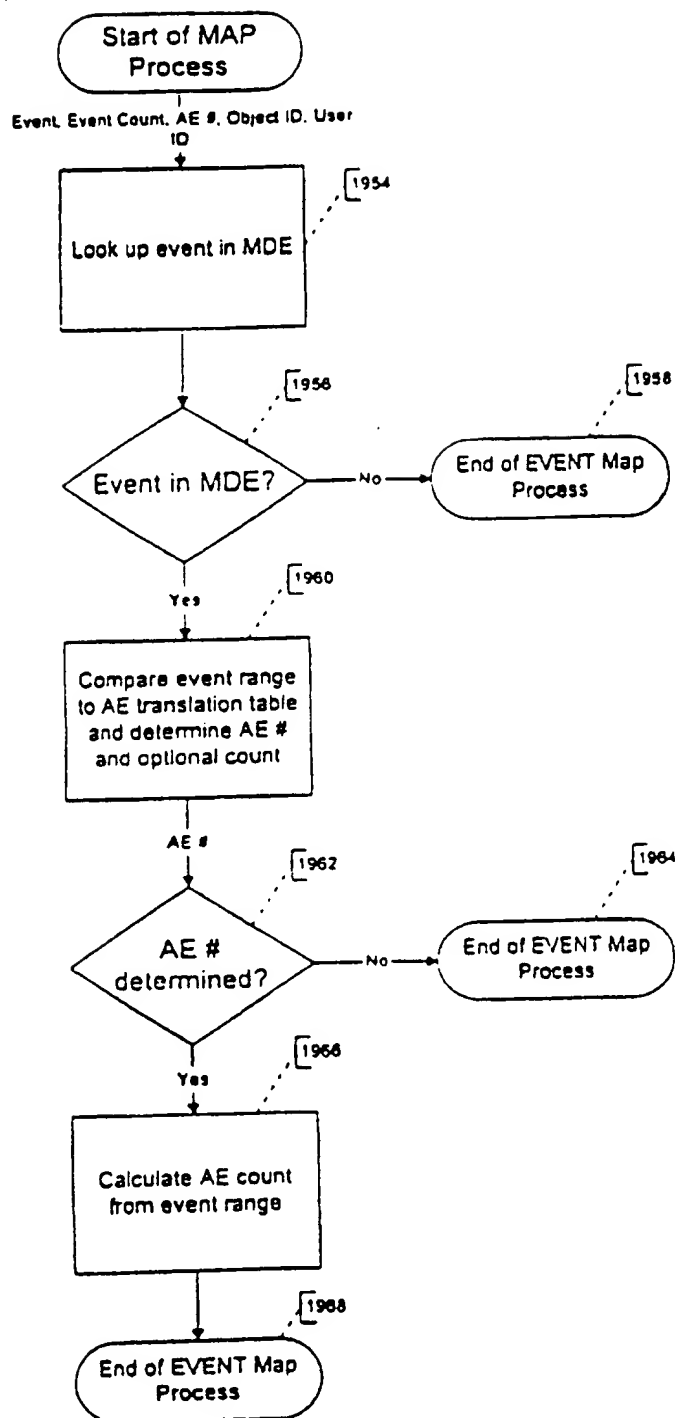 Start of MAP
Process
Event, Event Count, AE #, Object ID, User
ID
1954
Look up event in MDE
1956
1958
Event in MDE?
No
End of EVENT Map
Process
Yes
1960
Compare event range
to AE translation table
and determine AE #
and optional count
AE #
1962
1964
AE #
determined?
No
End of EVENT Map
Process
Yes
1966
Calculate AE count
from event range
1968
End of EVENT Map
Process